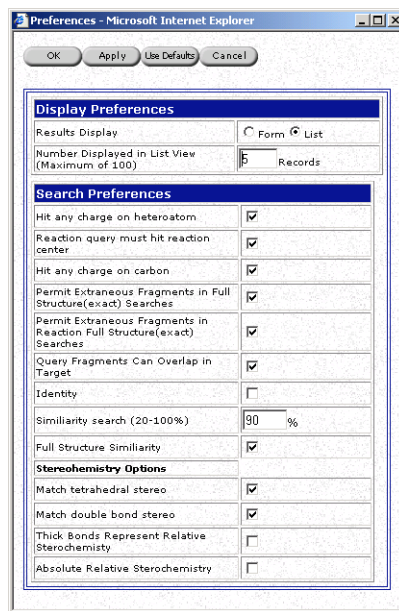 Preferences - Microsoft Internet Explorer
OK Apply Use Defaults Cancel
Display Preferences
Results Display Form List
Number Displayed in List View
(Maximum of 100) 5 Records
Search Preferences
Hit any charge on heteroatom
Reaction query must hit reaction
center
Hit any charge on carbon
Permit Extraneous Fragments in Full
Structure(exact) Searches
Permit Extraneous Fragments in
Reaction Full Structure(exact)
Searches
Query Fragments Can Overlap in
Target
Identity
Similiarity search (20-100%) 90 %
Full Structure Similiarity
Stereohemistry Options
Match tetrahedral stereo
Match double bond stereo
Thick Bonds Represent Relative
Sterochemisty
Absolute Relative Sterochemistry